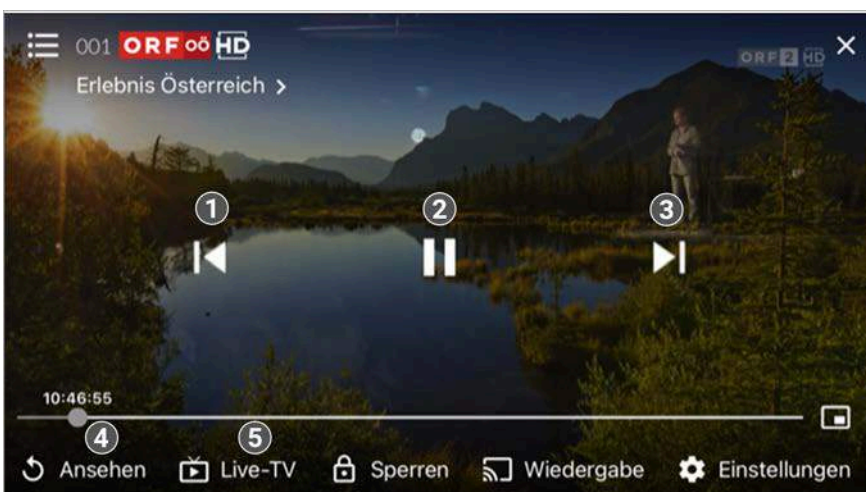 001 ORF oö HD
ORF 2 HD
Erlebnis Österreich >
1 2 3
10:46:55
4 5
Ansehen Live-TV Sperren Wiedergabe Einstellungen